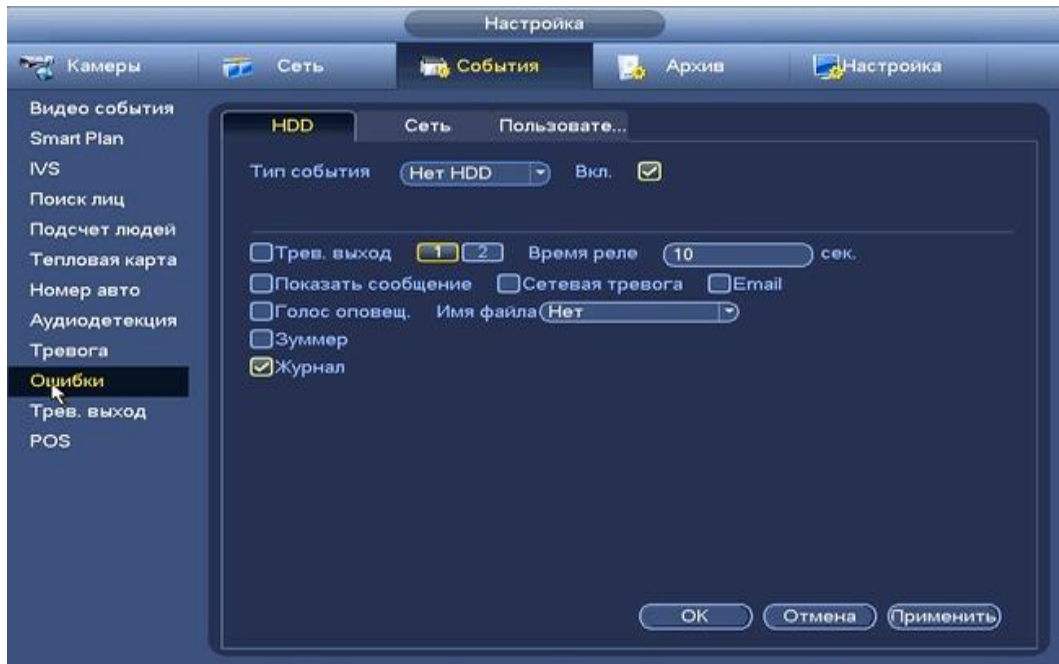 Настройка
Камеры Сеть События Архив Настройка
Видео события
Smart Plan
IVS
Поиск лиц
Подсчет людей
Тепловая карта
Номер авто
Аудиодетекция
Тревога
Ошибки
Трев. выход
POS
HDD Сеть Пользовате...
Тип события Нет HDD Вкл.
Трев. выход 1 2 Время реле 10 сек.
Показать сообщение Сетевая тревога Email
Голос оповещ. Имя файла Нет
Зуммер
Журнал
OK Отмена Применить